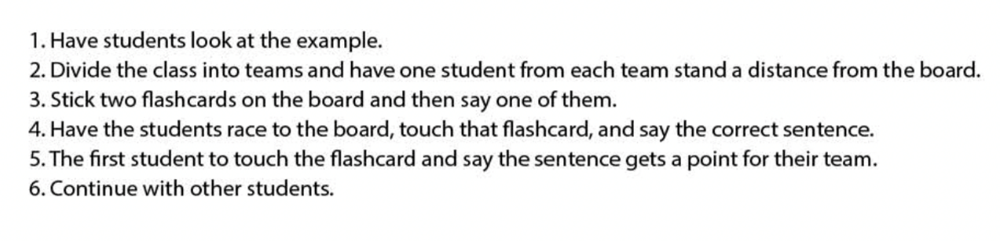 1. Have students look at the example.
2. Divide the class into teams and have one student from each team stand a distance from the board.
3. Stick two flashcards on the board and then say one of them.
4. Have the students race to the board, touch that flashcard, and say the correct sentence.
5. The first student to touch the flashcard and say the sentence gets a point for their team.
6. Continue with other students.